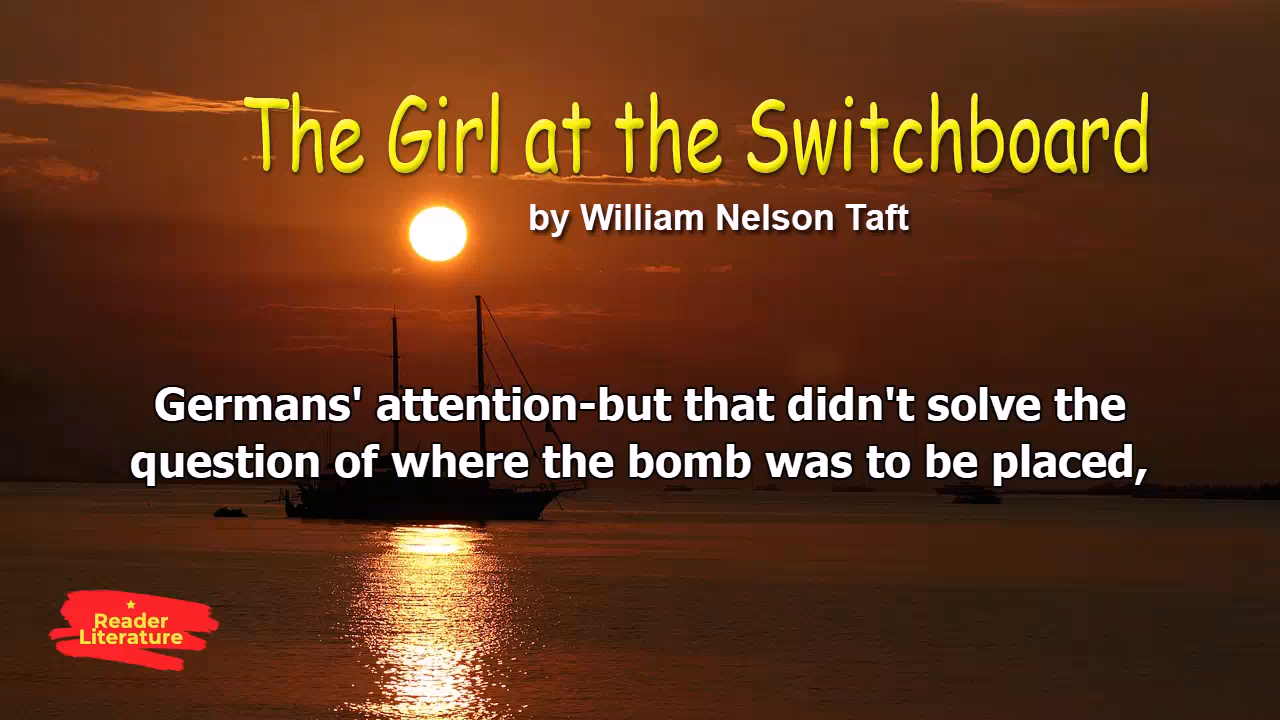 The Girl at the Switchboard
by William Nelson Taft
Germans' attention-but that didn't solve the
question of where the bomb was to be placed,
Reader
Literature